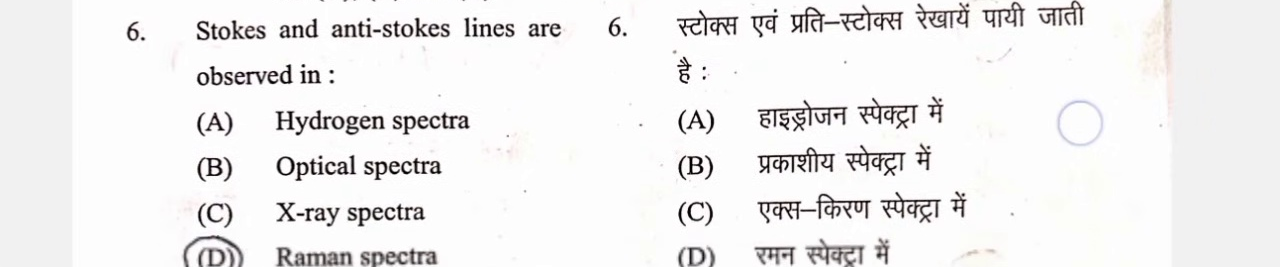 6. Stokes and anti-stokes lines are
observed in :
(A) Hydrogen spectra
(B) Optical spectra
(C) X-ray spectra
(D) Raman spectra
6. स्टोक्स एवं प्रति-स्टोक्स रेखायें पायी जाती
है :
(A) हाइड्रोजन स्पेक्ट्रा में
(B) प्रकाशीय स्पेक्ट्रा में
(C) एक्स-किरण स्पेक्ट्रा में
(D) रमन स्पेक्ट्रा में